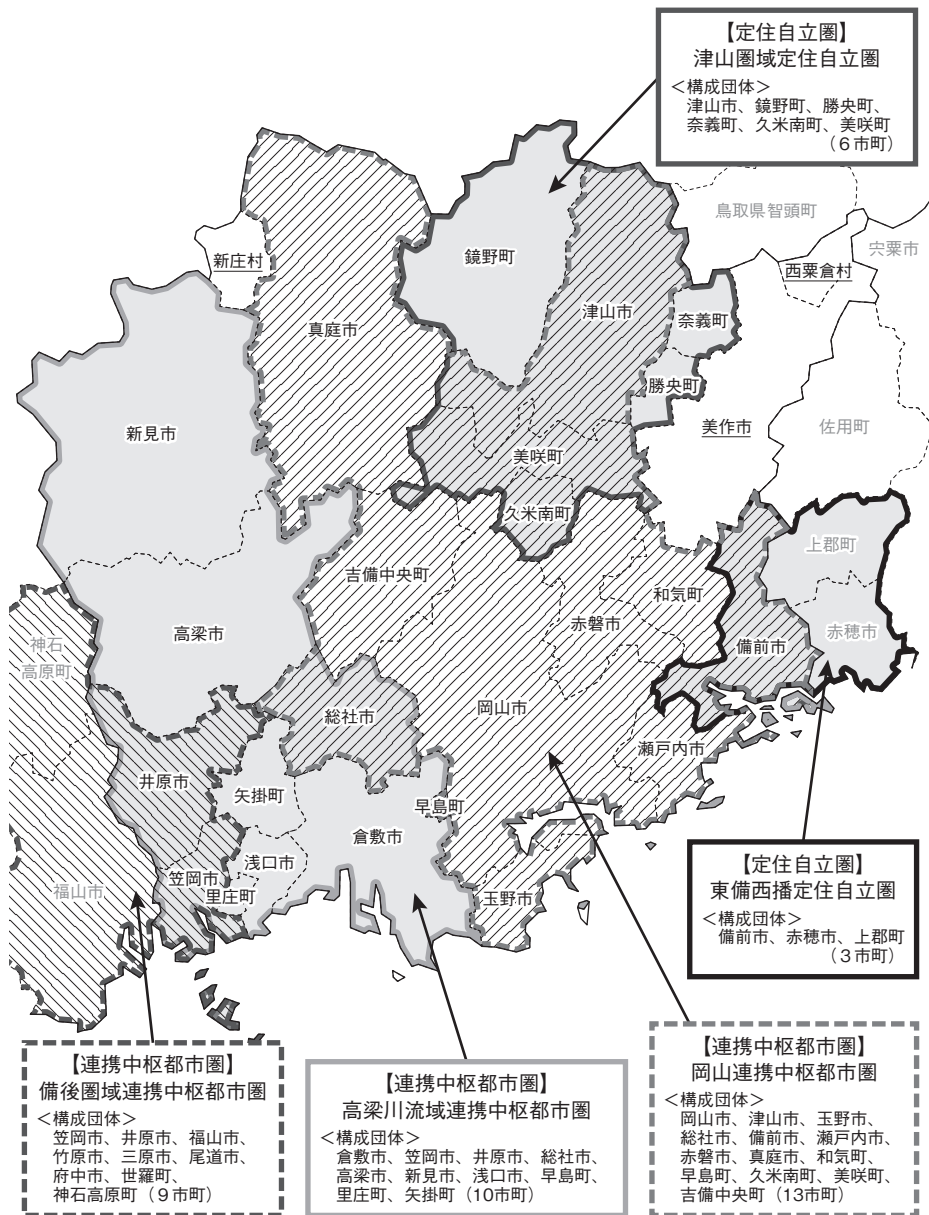 【定住自立圏】
津山圏域定住自立圏
＜構成団体＞
津山市、鏡野町、勝央町、
奈義町、久米南町、美咲町
（6市町）
鳥取県智頭町
宍粟市
鏡野町
新庄村
西粟倉村
津山市
奈義町
真庭市
勝央町
新見市
美作市
佐用町
美咲町
久米南町
上郡町
吉備中央町
和気町
赤磐市
赤穂市
高梁市
備前市
神石
高原町
岡山市
総社市
瀬戸内市
井原市
矢掛町
早島町
倉敷市
浅口市
笠岡市
里庄町
福山市
玉野市
【定住自立圏】
東備西播定住自立圏
＜構成団体＞
備前市、赤穂市、上郡町
（3市町）
【連携中枢都市圏】
備後圏域連携中枢都市圏
＜構成団体＞
笠岡市、井原市、福山市、
竹原市、三原市、尾道市、
府中市、世羅町、
神石高原町（9市町）
【連携中枢都市圏】
高梁川流域連携中枢都市圏
＜構成団体＞
倉敷市、笠岡市、井原市、総社市、
高梁市、新見市、浅口市、早島町、
里庄町、矢掛町（10市町）
【連携中枢都市圏】
岡山連携中枢都市圏
＜構成団体＞
岡山市、津山市、玉野市、
総社市、備前市、瀬戸内市、
赤磐市、真庭市、和気町、
早島町、久米南町、美咲町、
吉備中央町（13市町）